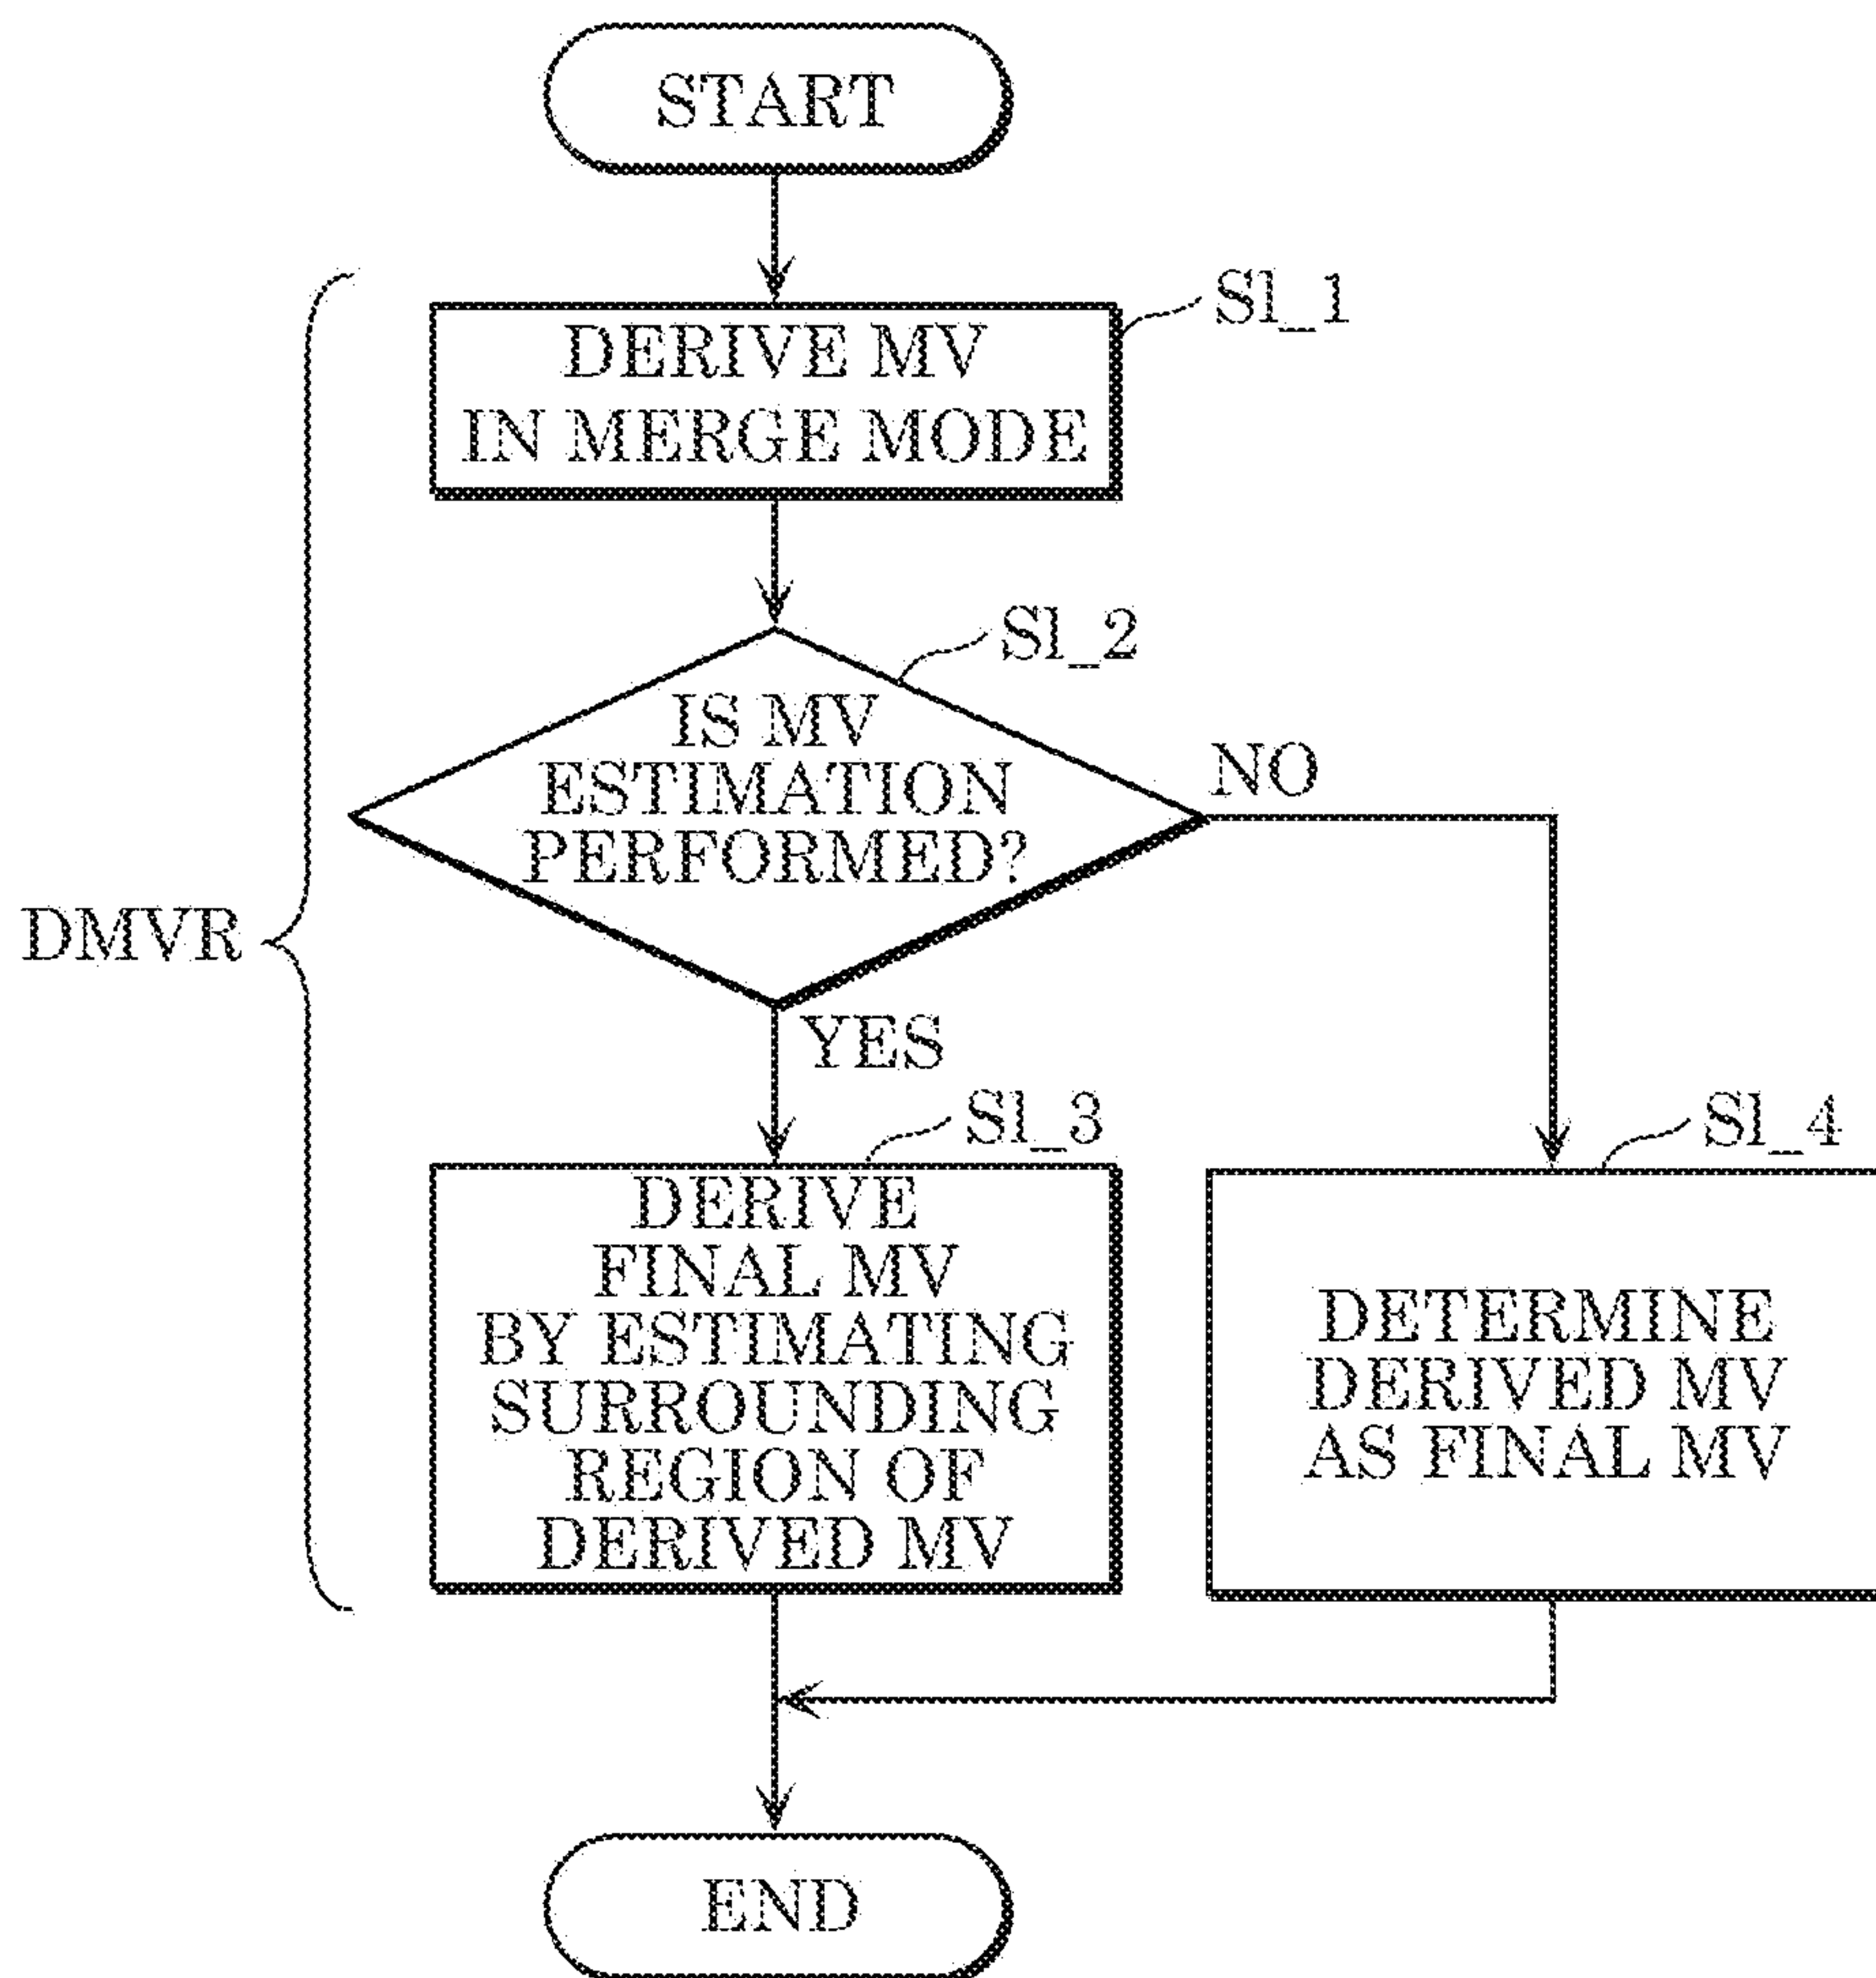 START
Sl_1
DERIVE MV
IN MERGE MODE
Sl_2
IS MV
ESTIMATION
PERFORMED?
NO
DMVR
YES
Sl_3
DERIVE
FINAL MV
BY ESTIMATING
SURROUNDING
REGION OF
DERIVED MV
Sl_4
DETERMINE
DERIVED MV
AS FINAL MV
END